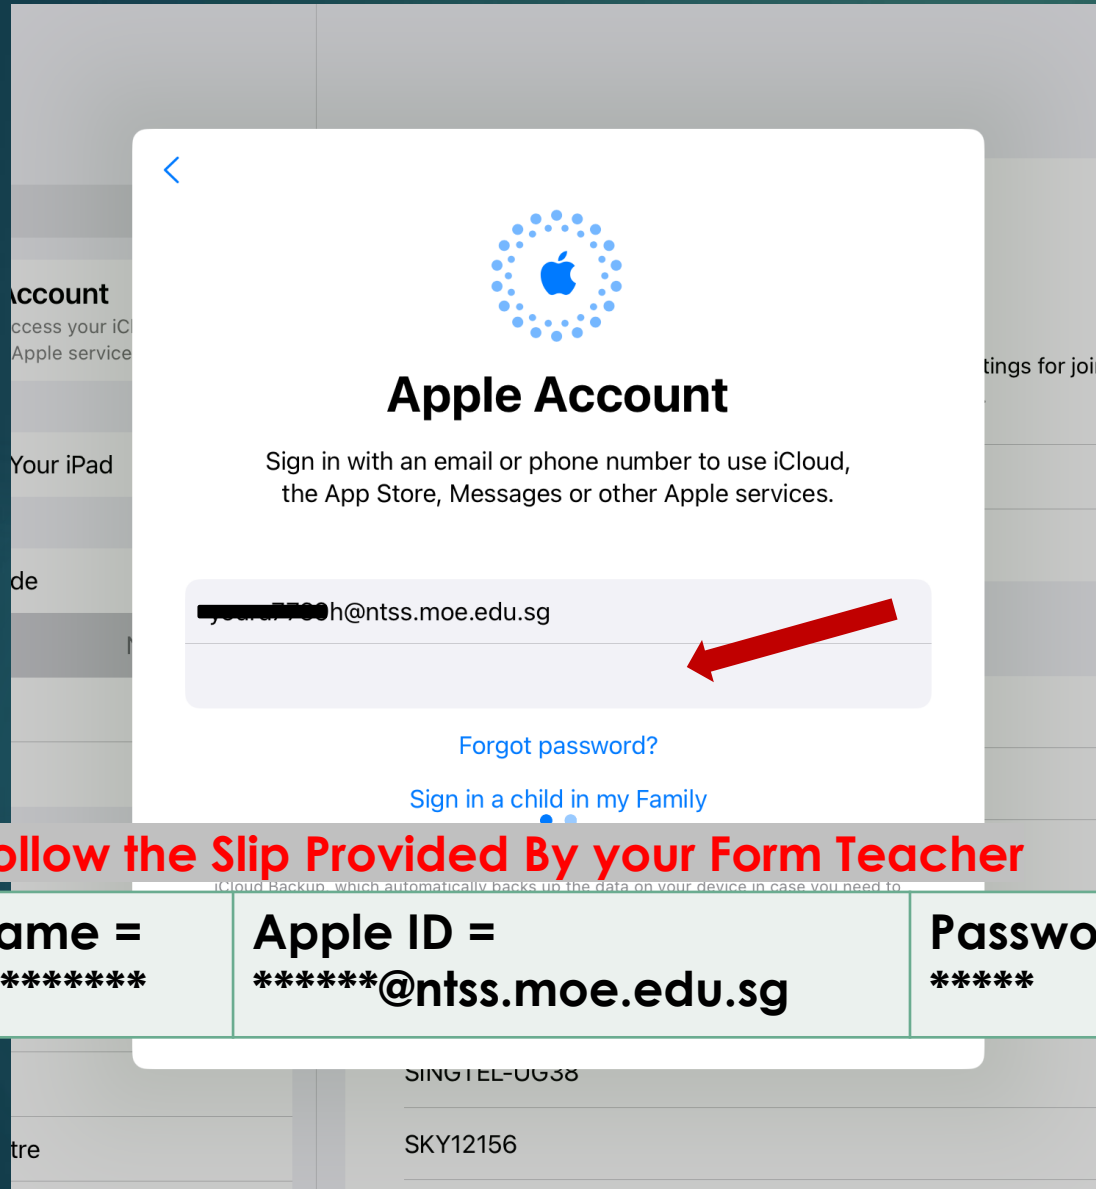 Account
ccess your iCl
Apple service
Your iPad
de
N
tre
Apple Account
Sign in with an email or phone number to use iCloud,
the App Store, Messages or other Apple services.
h@ntss.moe.edu.sg
Forgot password?
Sign in a child in my Family
tings for joi
ollow the Slip Provided By your Form Teacher
iCloud Backup, which automatically backs up the data on your device in case you need to
ame =
*******
Apple ID =
******@ntss.moe.edu.sg
Passwo
*****
SINGTEL-UG38
SKY12156